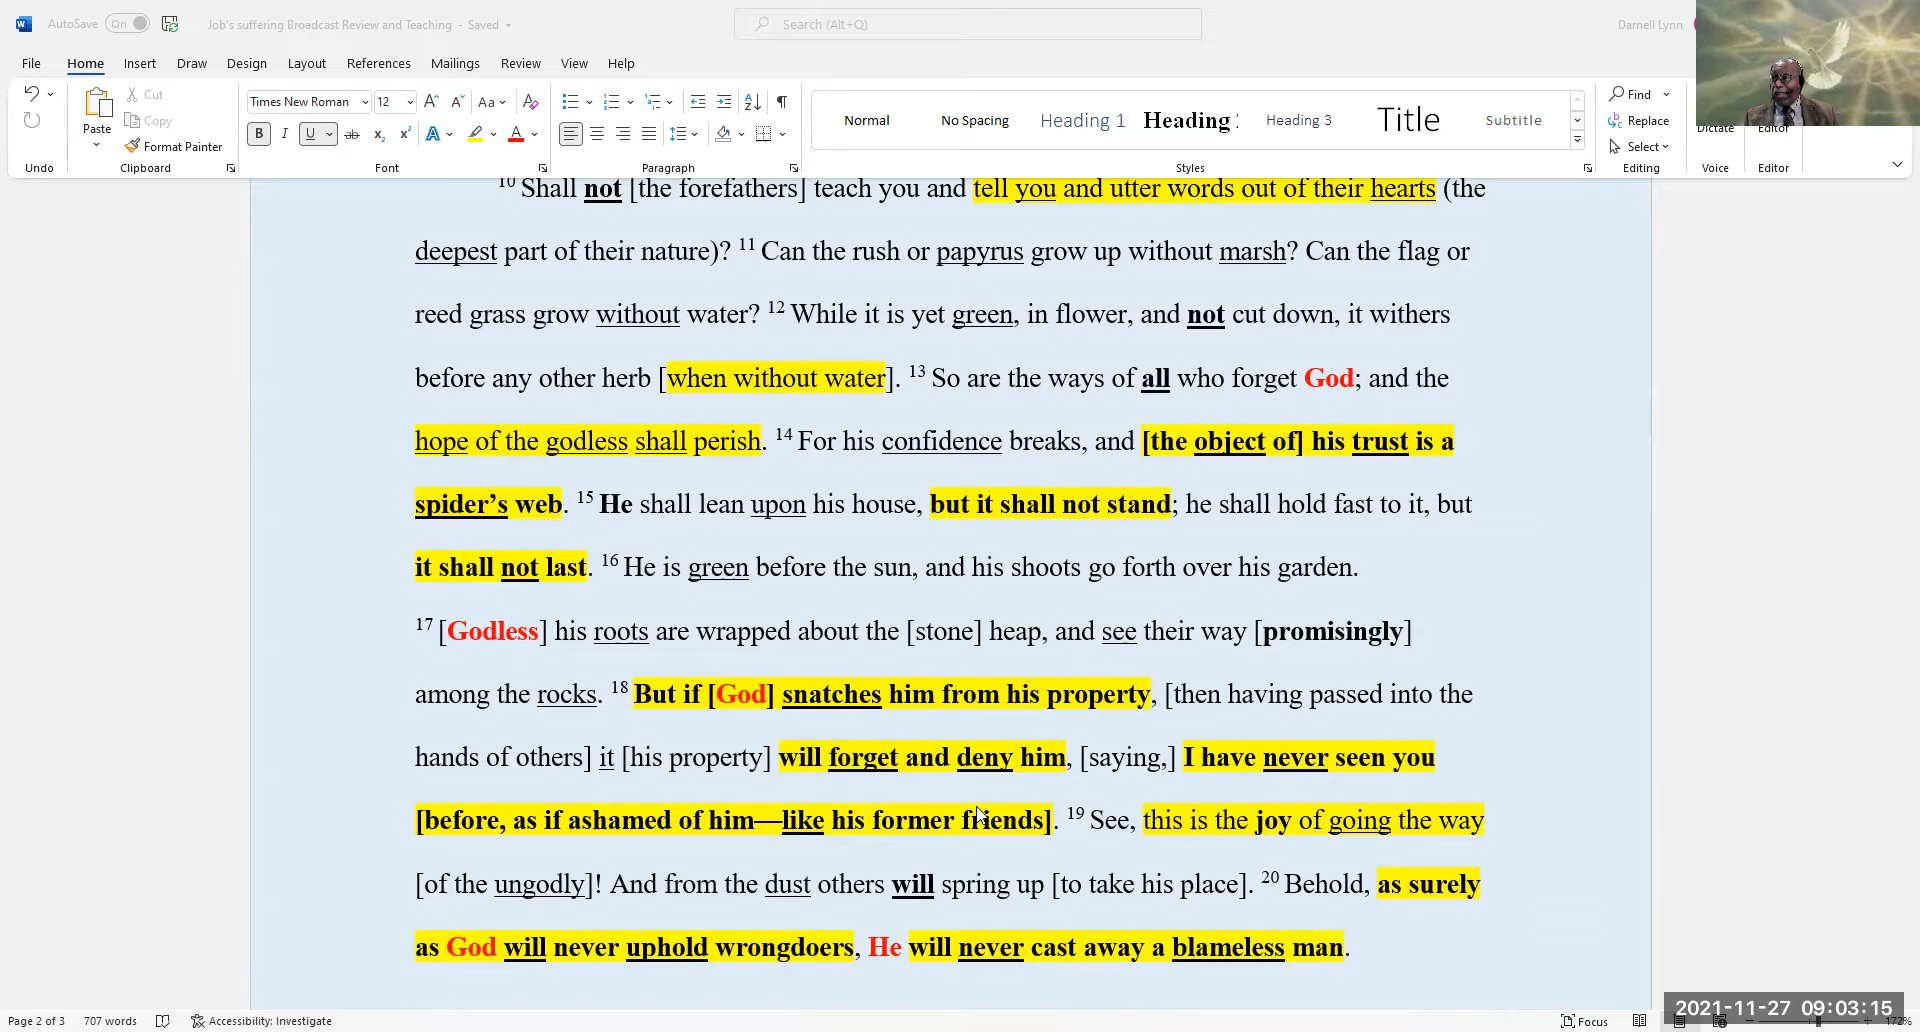 AutoSave On Job's suffering Broadcast Review and Teaching - Saved Search (Alt+Q) Darnell Lynn
File Home Insert Draw Design Layout References Mailings Review View Help
Undo
Paste
Cut
Copy
Format Painter
Clipboard
Times New Roman 12
Font
Paragraph
Normal No Spacing Heading 1 Heading 2 Heading 3 Title Subtitle
Styles
Find
Replace
Select
Editing
Dictate
Voice
Editor
Editor
10 Shall not [the forefathers] teach you and tell you and utter words out of their hearts (the
deepest part of their nature)? 11 Can the rush or papyrus grow up without marsh? Can the flag or
reed grass grow without water? 12 While it is yet green, in flower, and not cut down, it withers
before any other herb [when without water]. 13 So are the ways of all who forget God; and the
hope of the godless shall perish. 14 For his confidence breaks, and [the object of] his trust is a
spider’s web. 15 He shall lean upon his house, but it shall not stand; he shall hold fast to it, but
it shall not last. 16 He is green before the sun, and his shoots go forth over his garden.
17 [Godless] his roots are wrapped about the [stone] heap, and see their way [promisingly]
among the rocks. 18 But if [God] snatches him from his property, [then having passed into the
hands of others] it [his property] will forget and deny him, [saying,] I have never seen you
[before, as if ashamed of him—like his former friends]. 19 See, this is the joy of going the way
[of the ungodly]! And from the dust others will spring up [to take his place]. 20 Behold, as surely
as God will never uphold wrongdoers, He will never cast away a blameless man.
Page 2 of 3 707 words Accessibility: Investigate Focus 172%
2021-11-27 09:03:15